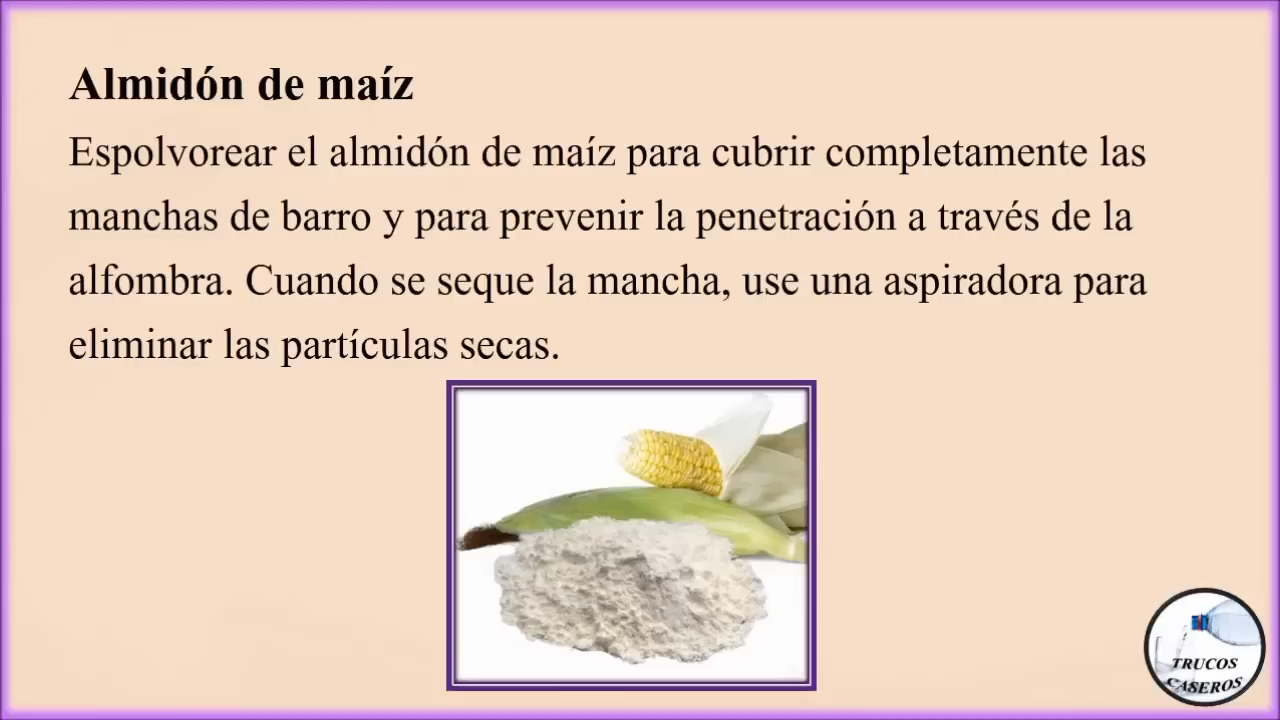 Almidón de maíz
Espolvorear el almidón de maíz para cubrir completamente las
manchas de barro y para prevenir la penetración a través de la
alfombra. Cuando se seque la mancha, use una aspiradora para
eliminar las partículas secas.
TRUCOS
CASEROS